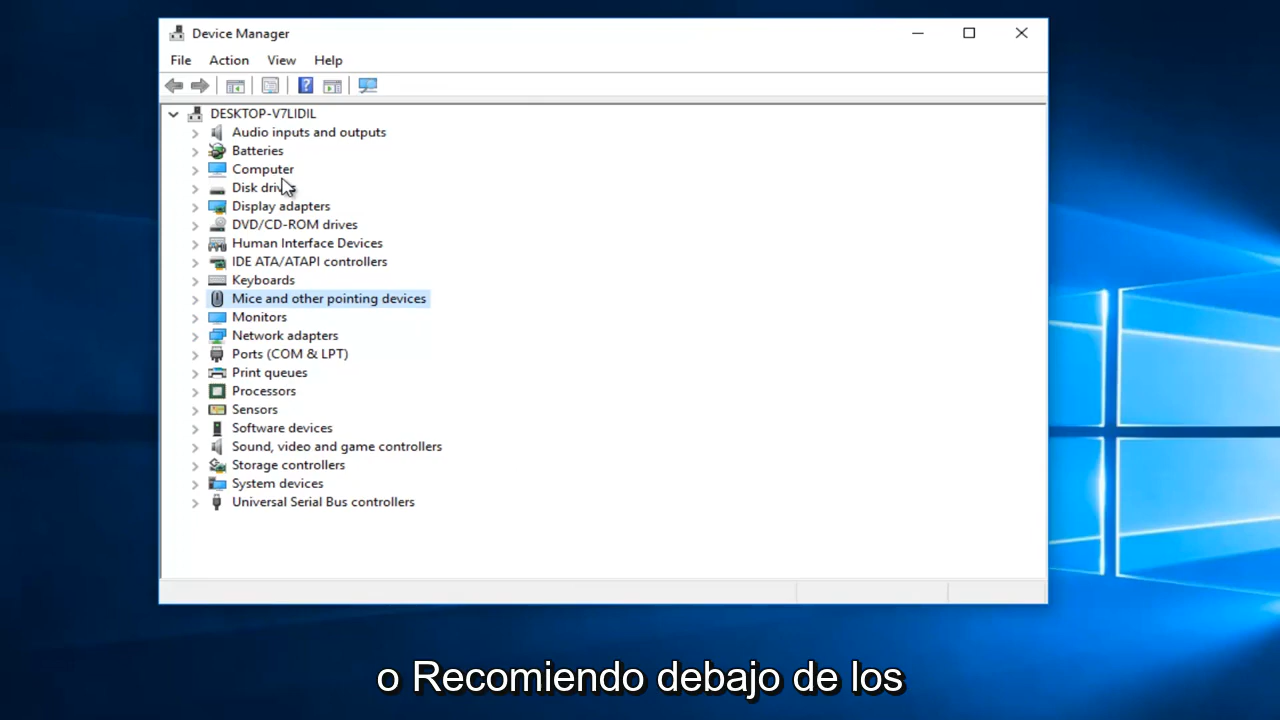 Device Manager
File Action View Help
DESKTOP-V7LIDIL
Audio inputs and outputs
Batteries
Computer
Disk drives
Display adapters
DVD/CD-ROM drives
Human Interface Devices
IDE ATA/ATAPI controllers
Keyboards
Mice and other pointing devices
Monitors
Network adapters
Ports (COM & LPT)
Print queues
Processors
Sensors
Software devices
Sound, video and game controllers
Storage controllers
System devices
Universal Serial Bus controllers
o Recomiendo debajo de los